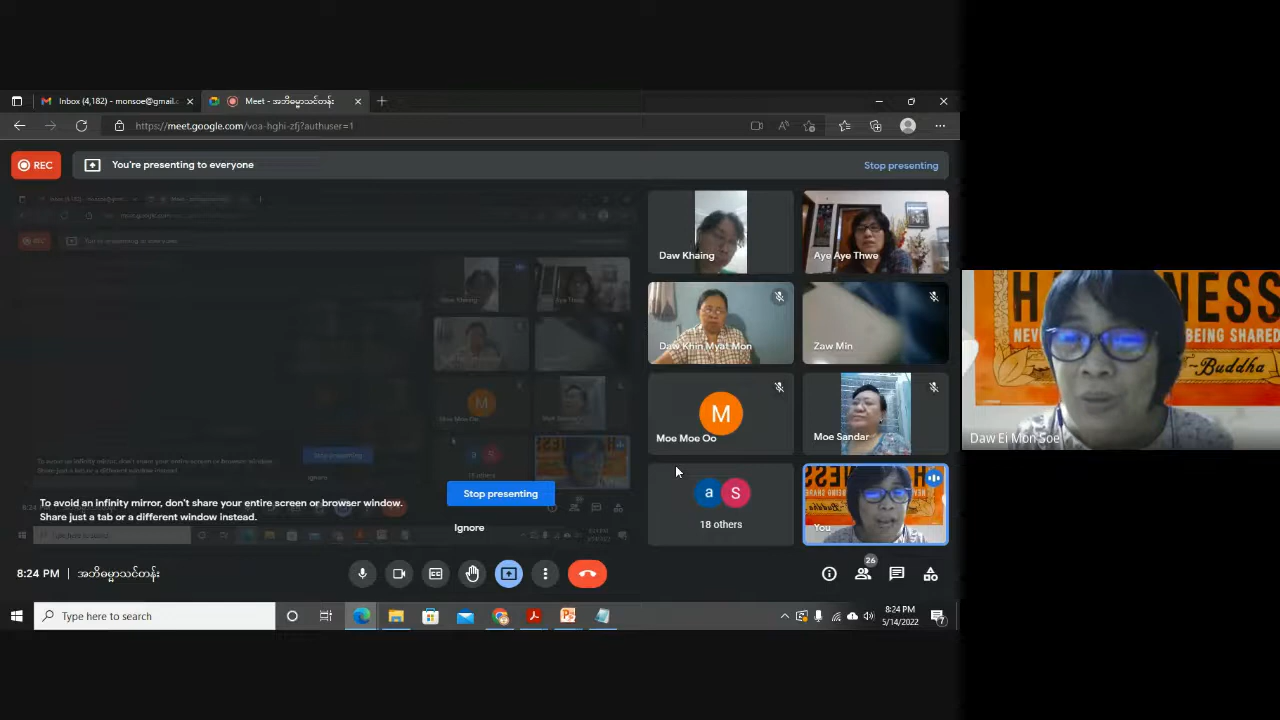 Inbox (4,182) - monsoe@gmail.c
Meet - အဘိဓမ္မာသင်တန်း
https://meet.google.com/voa-hghi-zfj?authuser=1
REC
You're presenting to everyone
Stop presenting
Daw Khaing
Aye Aye Thwe
Daw Khin Myat Mon
Zaw Min
M
Moe Moe Oo
Moe Sandar
a S
18 others
You
To avoid an infinity mirror, don't share your entire screen or browser window.
Share just a tab or a different window instead.
Stop presenting
Ignore
8:24 PM | အဘိဓမ္မာသင်တန်း
26
Type here to search
8:24 PM
5/14/2022
7
NESS
NEV
BEING SHARED
~Buddha
Daw Ei Mon Soe